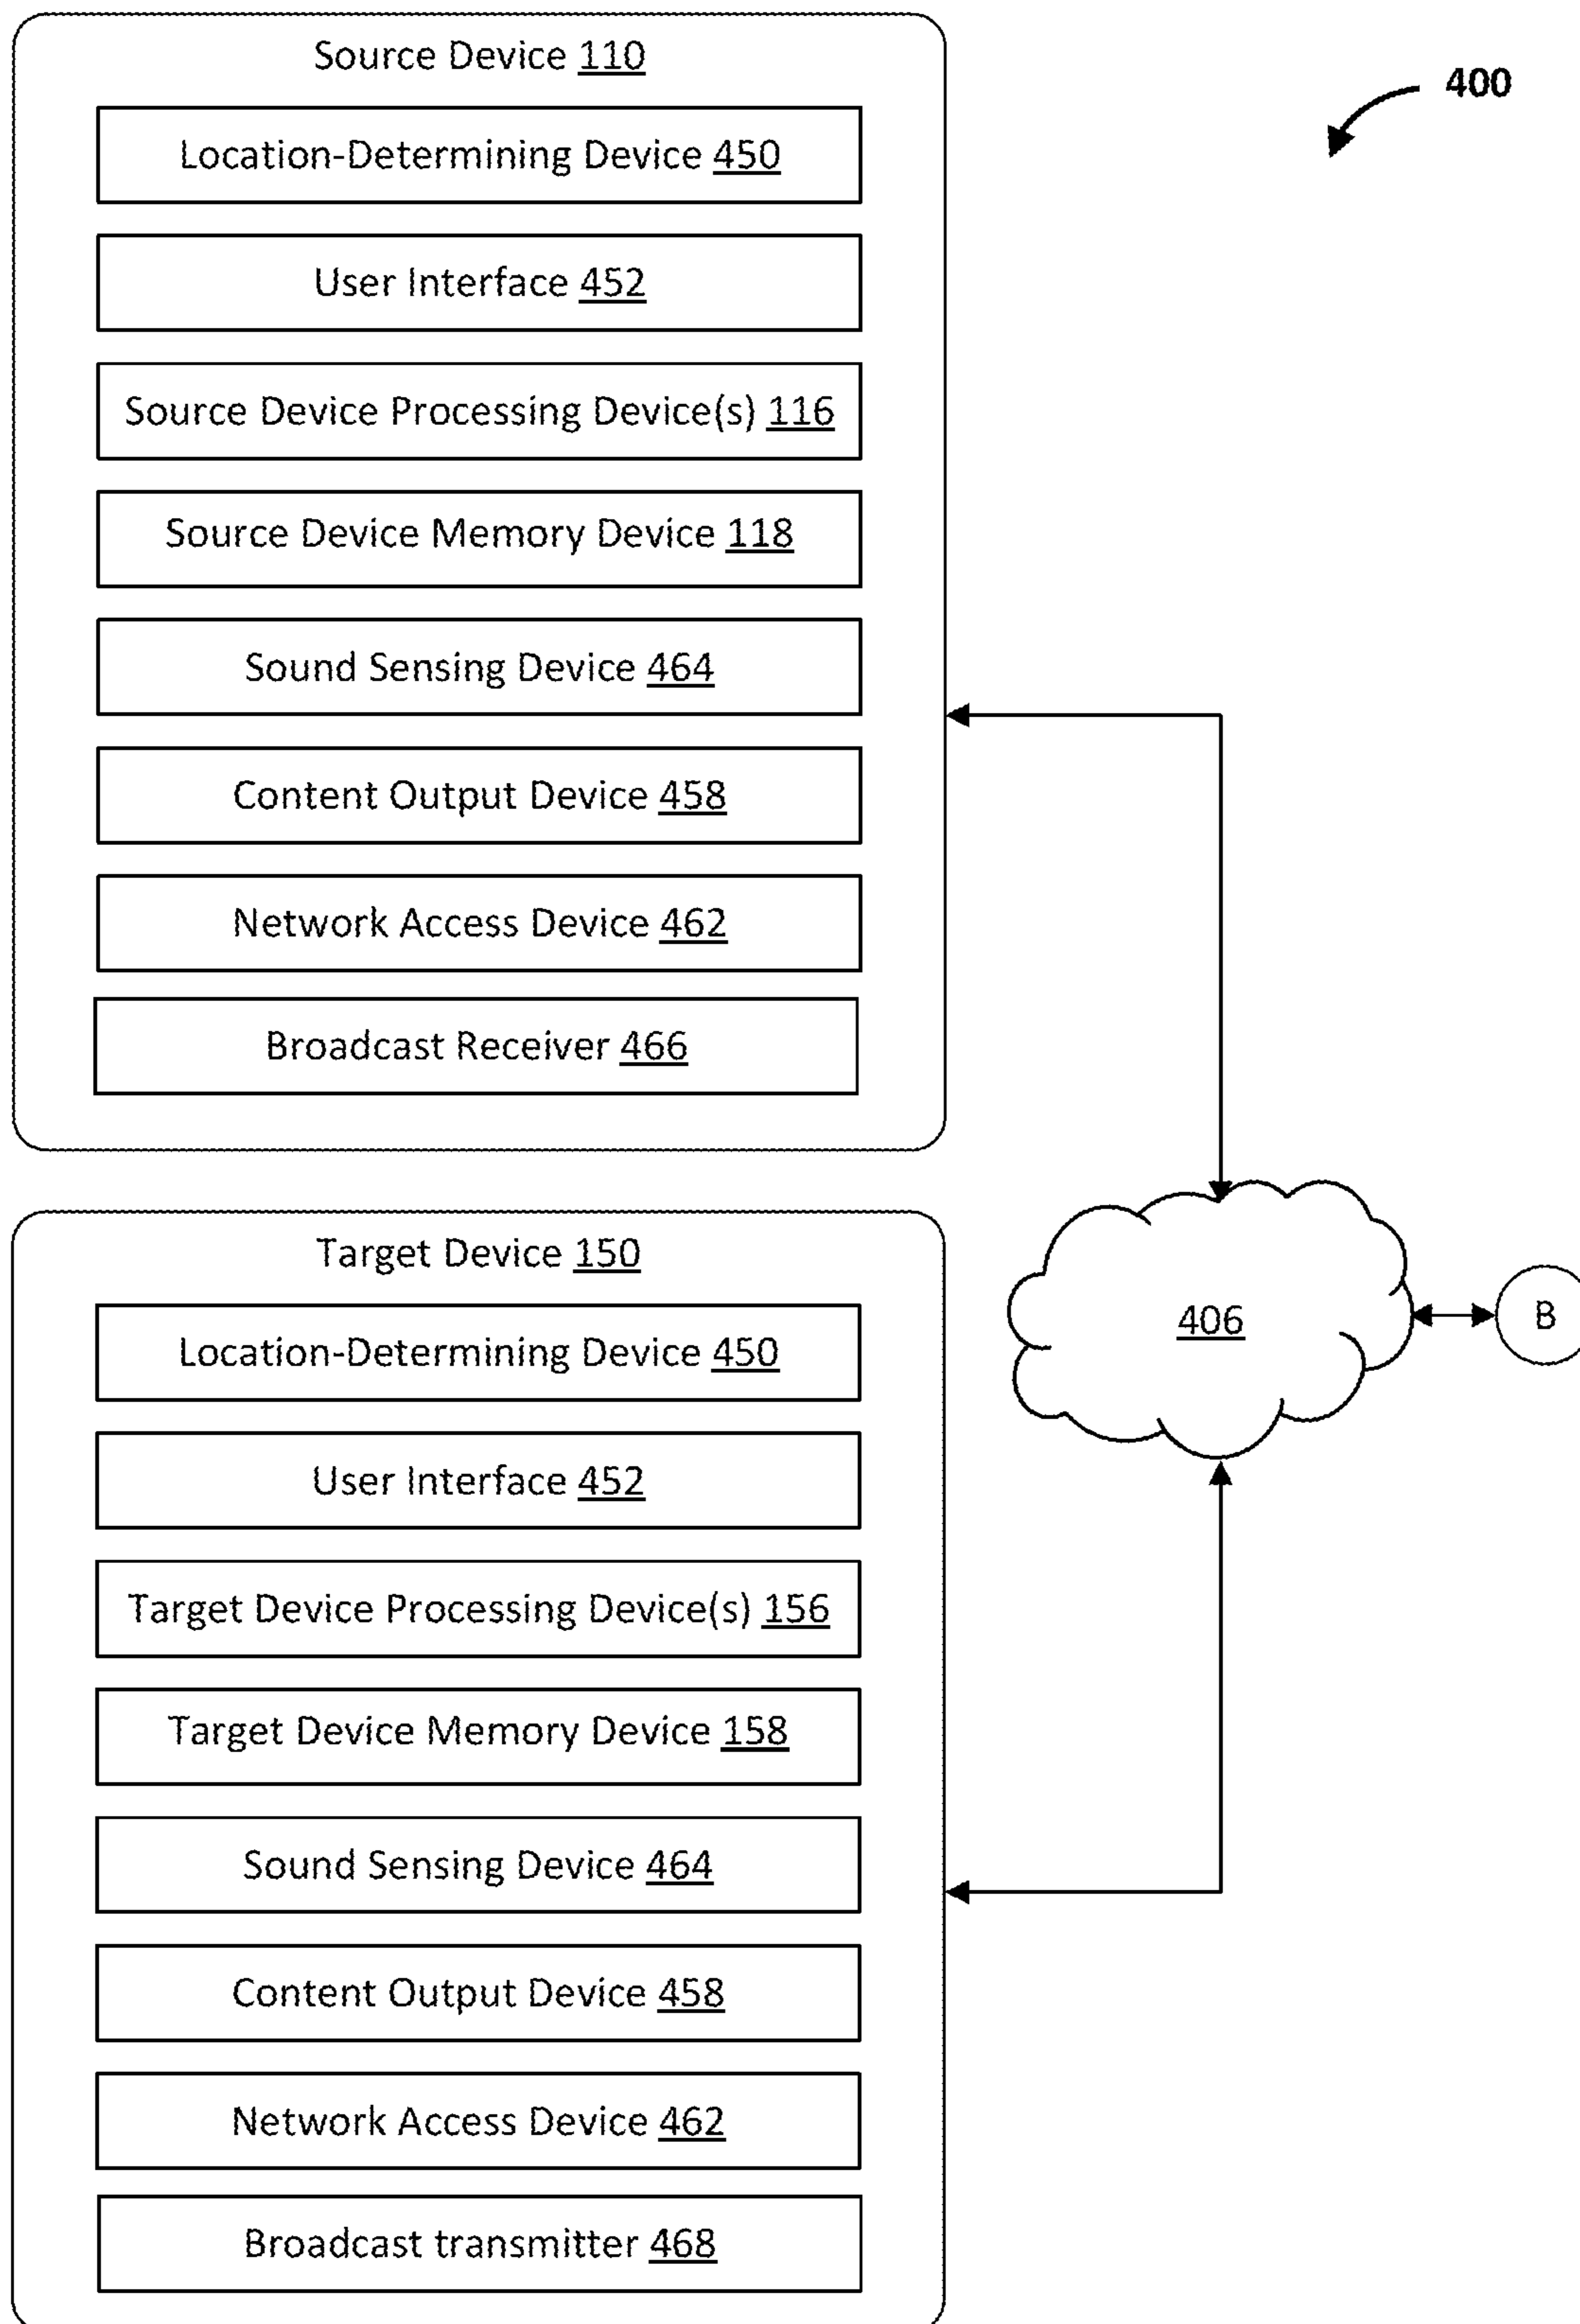 Source Device 110
400
Location-Determining Device 450
User Interface 452
Source Device Processing Device(s) 116
Source Device Memory Device 118
Sound Sensing Device 464
Content Output Device 458
Network Access Device 462
Broadcast Receiver 466
Target Device 150
Location-Determining Device 450
User Interface 452
Target Device Processing Device(s) 156
Target Device Memory Device 158
Sound Sensing Device 464
Content Output Device 458
Network Access Device 462
Broadcast transmitter 468
406
B